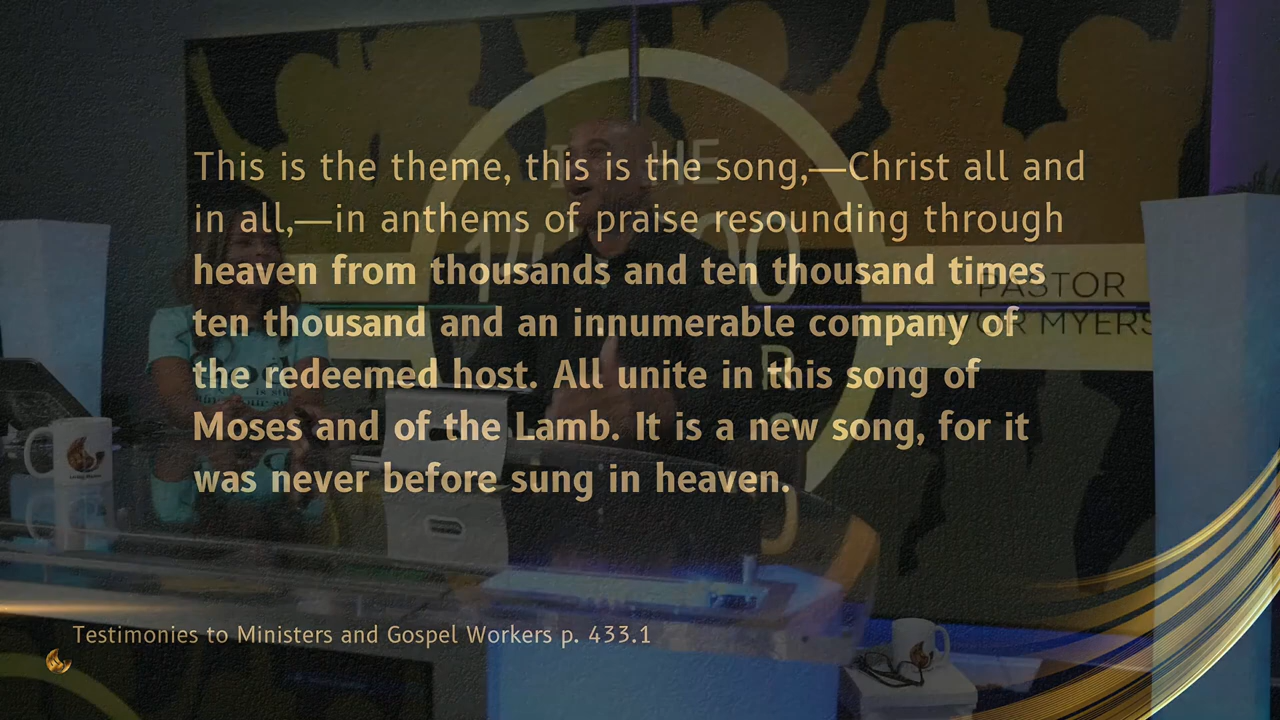 This is the theme, this is the song,—Christ all and
in all,—in anthems of praise resounding through
heaven from thousands and ten thousand times
ten thousand and an innumerable company of
the redeemed host. All unite in this song of
Moses and of the Lamb. It is a new song, for it
was never before sung in heaven.
PASTOR
MYERS
Testimonies to Ministers and Gospel Workers p. 433.1